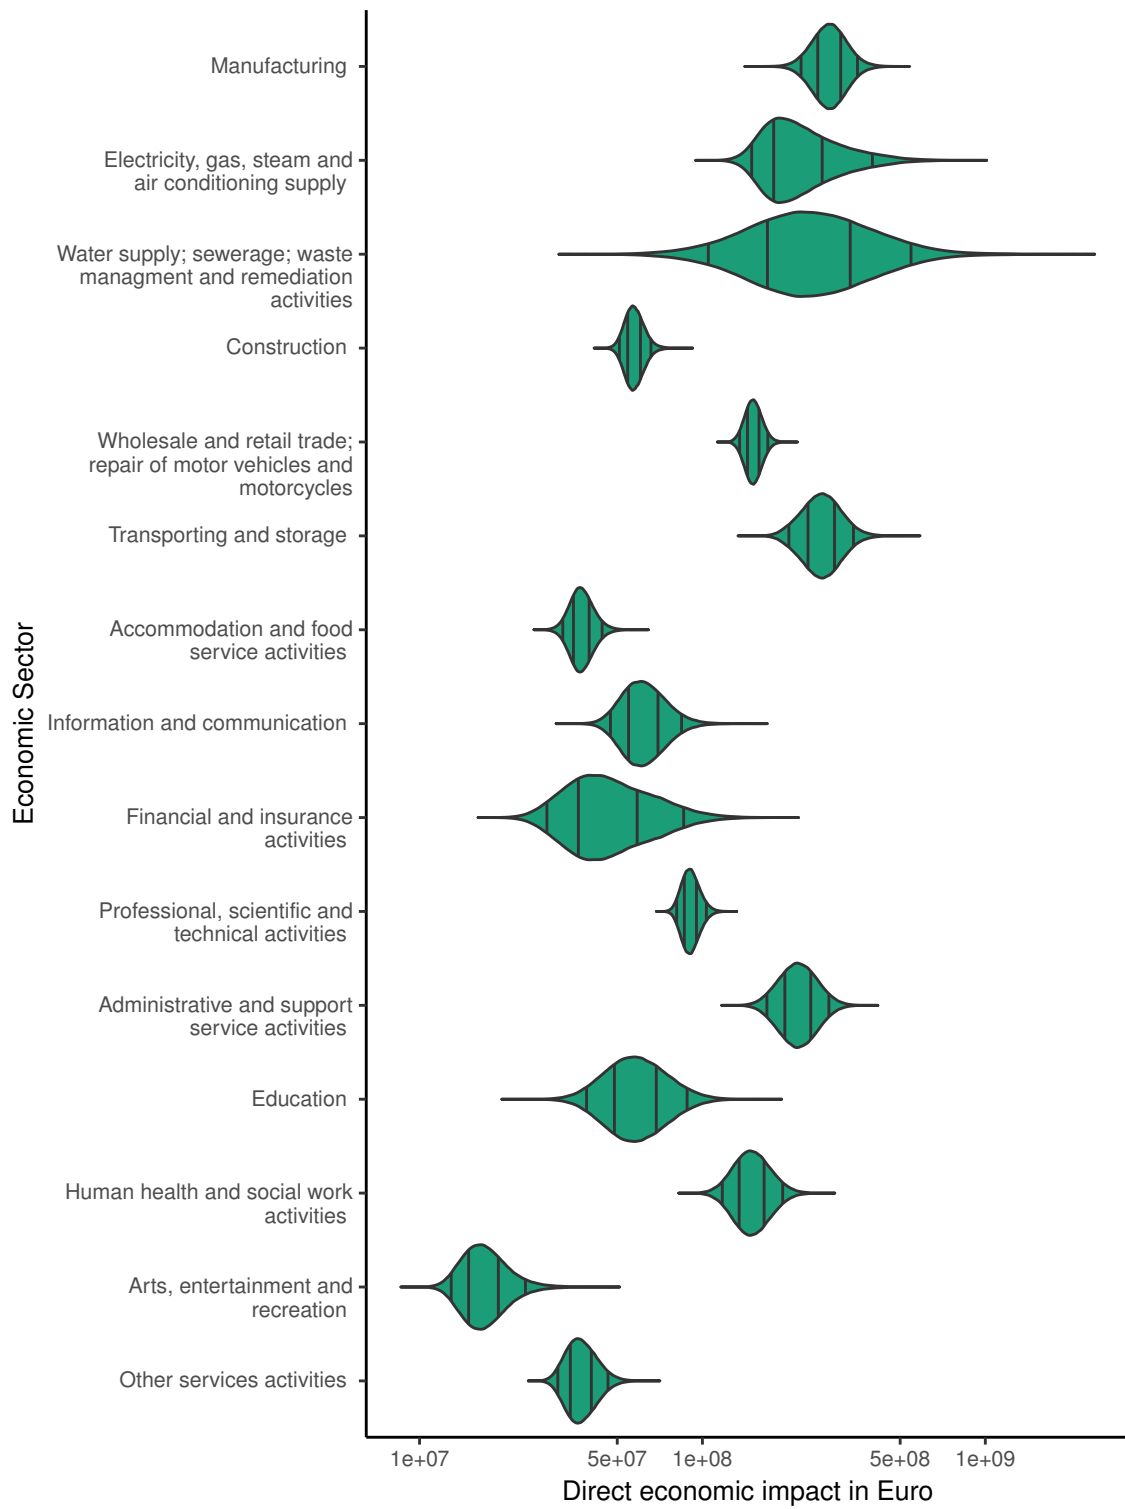 Manufacturing
Electricity, gas, steam and
air conditioning supply
Water supply; sewerage; waste
managment and remediation
activities
Construction
Wholesale and retail trade;
repair of motor vehicles and
motorcycles
Transporting and storage
Accommodation and food
service activities
Information and communication
Financial and insurance
activities
Professional, scientific and
technical activities
Administrative and support
service activities
Education
Human health and social work
activities
Arts, entertainment and
recreation
Other services activities
Economic Sector
1e+07
5e+07
1e+08
5e+08
1e+09
Direct economic impact in Euro